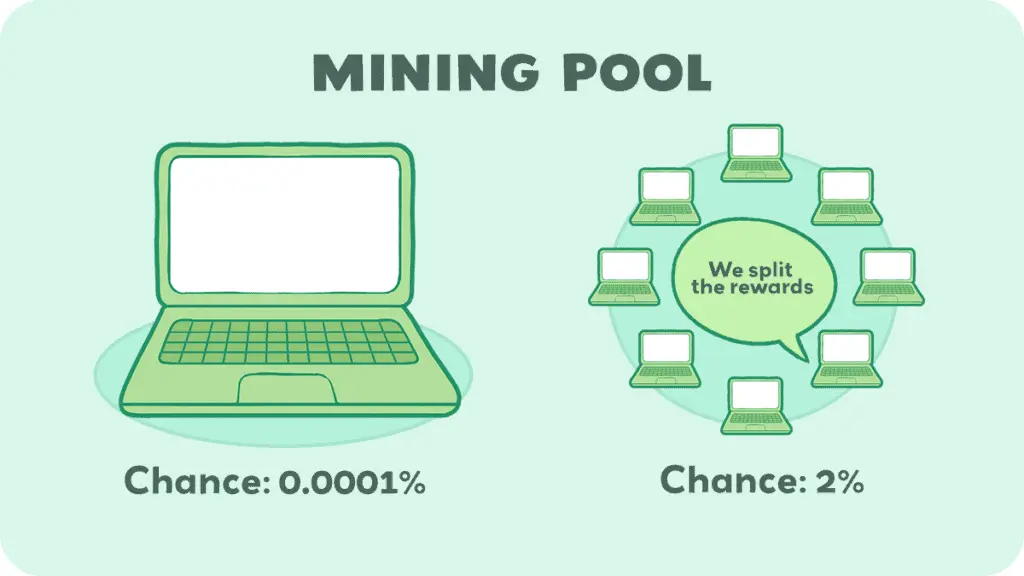 MINING POOL
We split
the rewards
Chance: 0.0001%
Chance: 2%